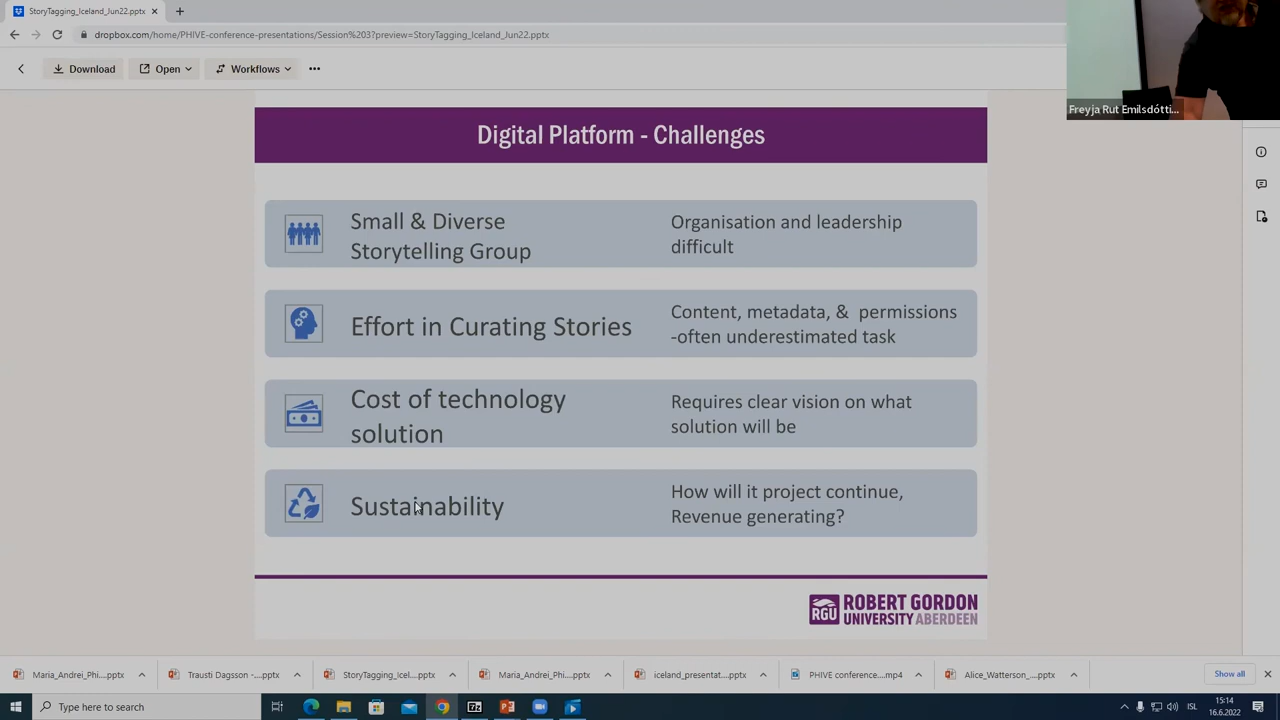 StoryTagging_Iceland_Jun22.pptx
dropbox.com/home/PHIVE-conference-presentations/Session%203?preview=StoryTagging_Iceland_Jun22.pptx
Download
Open
Workflows
Freyja Rut Emilsdótti...
Digital Platform - Challenges
Small & Diverse
Storytelling Group
Organisation and leadership
difficult
Effort in Curating Stories
Content, metadata, & permissions
-often underestimated task
Cost of technology
solution
Requires clear vision on what
solution will be
Sustainability
How will it project continue,
Revenue generating?
RGU
ROBERT GORDON
UNIVERSITY ABERDEEN
Maria_Andrei_Phi....pptx
Trausti Dagsson -....pptx
StoryTagging_Icel....pptx
Maria_Andrei_Phi....pptx
iceland_presentat....pptx
PHIVE conference....mp4
Alice_Watterson_....pptx
Show all
Type here to search
ÍSL
15:14
16.6.2022